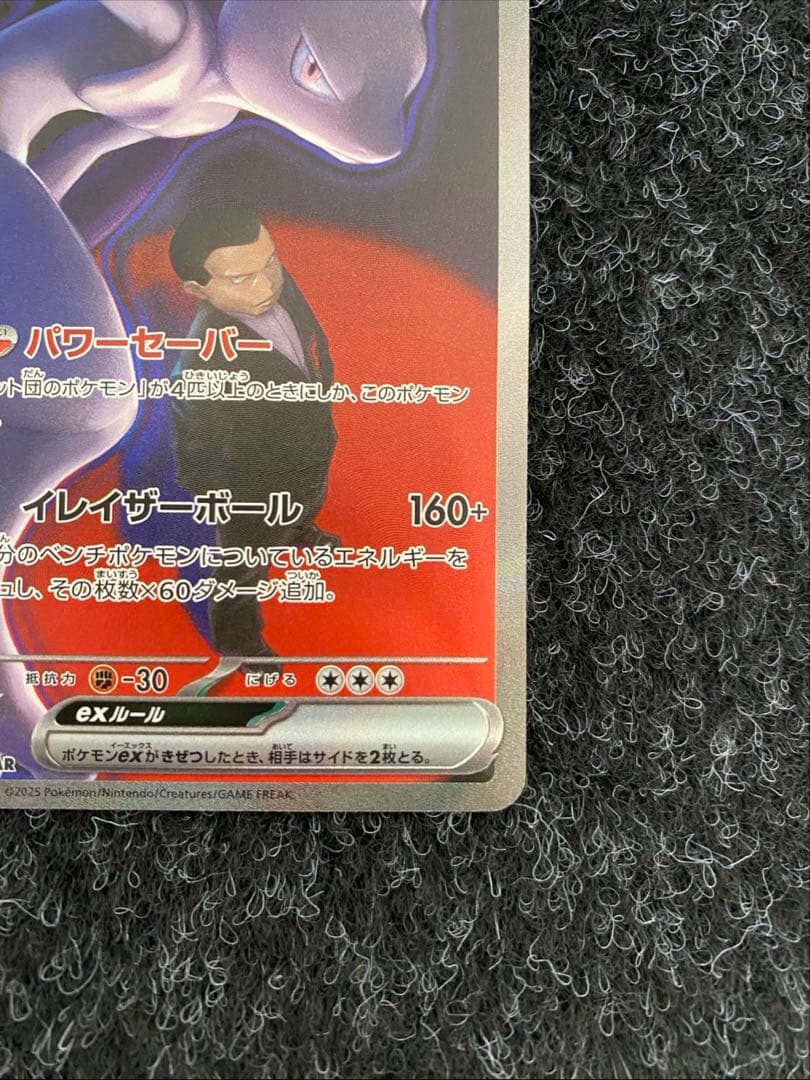 パワーセーバー
ット団のポケモン」が4匹以上のときにしか、このポケモン
イレイザーボール 160+
分のベンチポケモンについているエネルギーを
ュし、その枚数×60ダメージ追加。
抵抗力 -30 にげる
exルール
ポケモンexがきぜつしたとき、相手はサイドを2枚とる。
AR
©2025 Pokémon/Nintendo/Creatures/GAME FREAK.